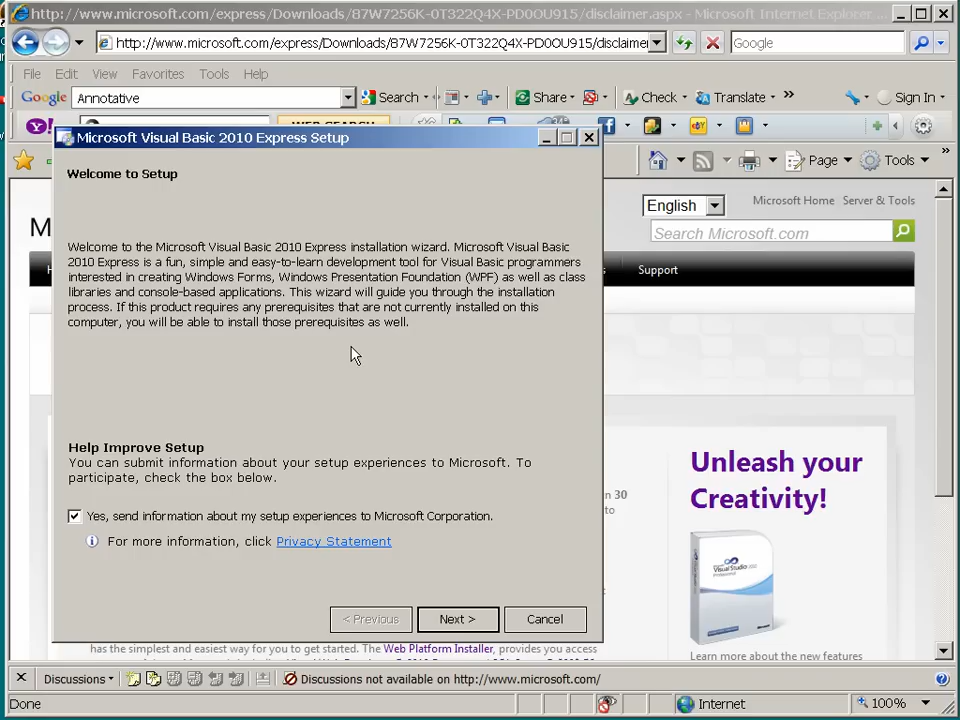 http://www.microsoft.com/express/Downloads/87W7256K-0T322Q4X-PD0OU915/disclaimer.aspx - Microsoft Internet Explorer ...
http://www.microsoft.com/express/Downloads/87W7256K-0T322Q4X-PD0OU915/disclaimer
Google
File Edit View Favorites Tools Help
Google Annotative Search Share Check Translate » Sign In
Y! WEB SEARCH
Page Tools »
Microsoft Visual Basic 2010 Express Setup
Welcome to Setup
Welcome to the Microsoft Visual Basic 2010 Express installation wizard. Microsoft Visual Basic
2010 Express is a fun, simple and easy-to-learn development tool for Visual Basic programmers
interested in creating Windows Forms, Windows Presentation Foundation (WPF) as well as class
libraries and console-based applications. This wizard will guide you through the installation
process. If this product requires any prerequisites that are not currently installed on this
computer, you will be able to install those prerequisites as well.
Help Improve Setup
You can submit information about your setup experiences to Microsoft. To
participate, check the box below.
Yes, send information about my setup experiences to Microsoft Corporation.
For more information, click Privacy Statement
< Previous Next > Cancel
English
Microsoft Home Server & Tools
Search Microsoft.com
M
H
s
Support
n 30
to
Unleash your
Creativity!
Visual Studio
Professional
Learn more about the new features
has the simplest and easiest way for you to get started. The Web Platform Installer, provides you access
Discussions Discussions not available on http://www.microsoft.com/
Done Internet 100%